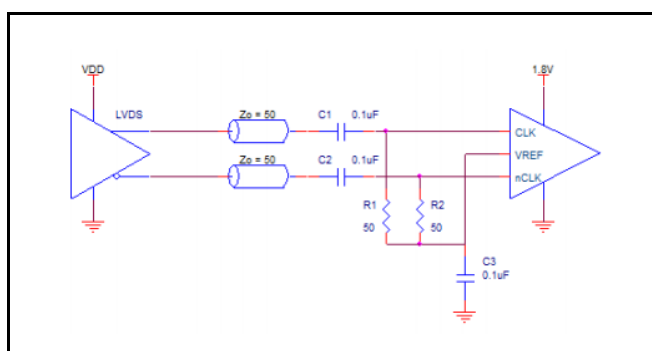 VDD
1.8V
LVDS
Zo = 50
C1
0.1uF
CLK
Zo = 50
C2
0.1uF
VREF
nCLK
R1
R2
50
50
C3
0.1uF